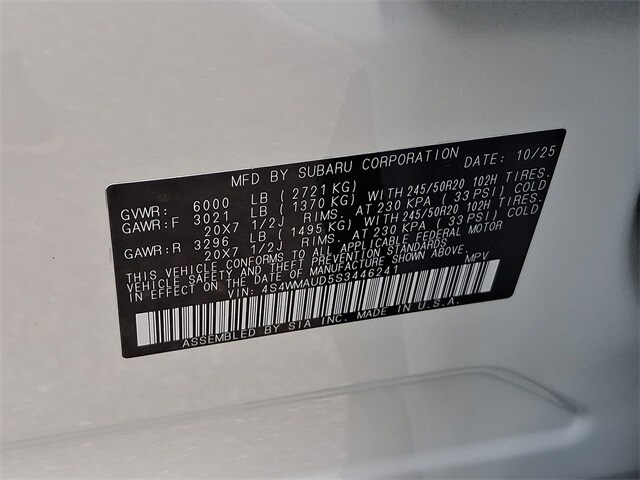 MFD BY SUBARU CORPORATION DATE: 10/25
GVWR: 6000 LB ( 2721 KG)
GAWR:F 3021 LB ( 1370 KG) WITH 245/50R20 102H TIRES.
20X7 1/2J RIMS. AT 230 KPA ( 33 PSI) COLD
GAWR:R 3296 LB ( 1495 KG) WITH 245/50R20 102H TIRES.
20X7 1/2J RIMS. AT 230 KPA ( 33 PSI) COLD
THIS VEHICLE CONFORMS TO ALL APPLICABLE FEDERAL MOTOR
VEHICLE SAFETY AND THEFT PREVENTION STANDARDS
IN EFFECT ON THE DATE OF MANUFACTURE SHOWN ABOVE.
VIN: 4S4WMAUD5S3446241 MPV
ASSEMBLED BY SIA INC. MADE IN U.S.A.